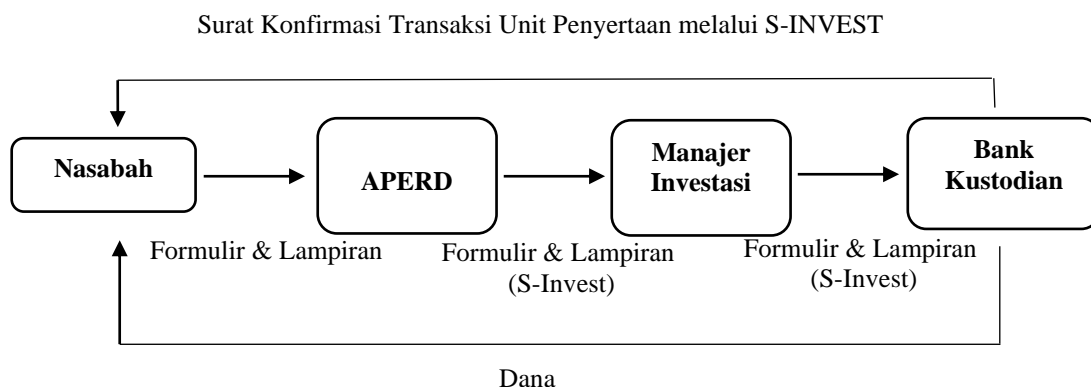 Surat Konfirmasi Transaksi Unit Penyertaan melalui S-INVEST
Nasabah
APERD
Manajer
Investasi
Bank
Kustodian
Formulir & Lampiran
Formulir & Lampiran
(S-Invest)
Formulir & Lampiran
(S-Invest)
Dana